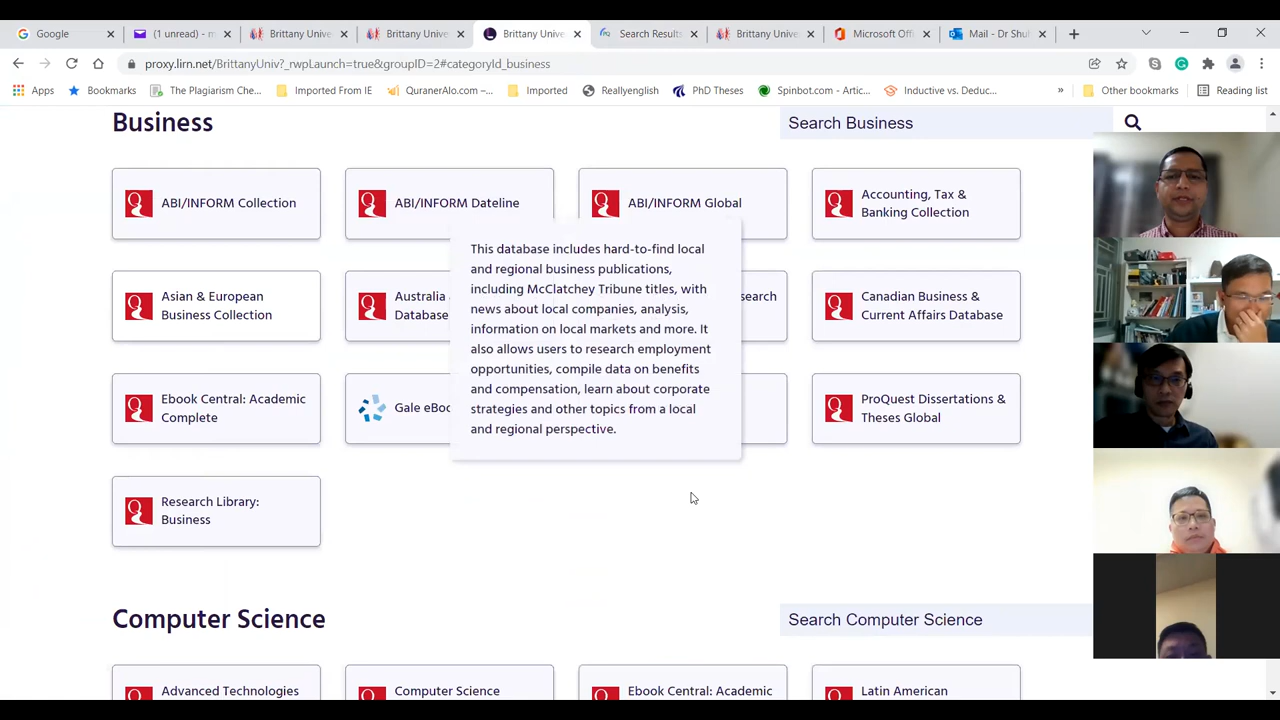 Google
(1 unread) - m
Brittany Unive
Brittany Unive
Brittany Unive
Search Results
Brittany Unive
Microsoft Offi
Mail - Dr Shul
proxy.lirn.net/BrittanyUniv?_rwpLaunch=true&groupID=2#categoryId_business
Apps
Bookmarks
The Plagiarism Che...
Imported From IE
QuranerAlo.com –...
Imported
Reallyenglish
PhD Theses
Spinbot.com - Artic...
Inductive vs. Deduc...
»
Other bookmarks
Reading list
Business
Search Business
ABI/INFORM Collection
ABI/INFORM Dateline
ABI/INFORM Global
Accounting, Tax &
Banking Collection
This database includes hard-to-find local
and regional business publications,
including McClatchey Tribune titles, with
news about local companies, analysis,
information on local markets and more. It
also allows users to research employment
opportunities, compile data on benefits
and compensation, learn about corporate
strategies and other topics from a local
and regional perspective.
Asian & European
Business Collection
Australia
Database
search
Canadian Business &
Current Affairs Database
Ebook Central: Academic
Complete
Gale eBoo
ProQuest Dissertations &
Theses Global
Research Library:
Business
Computer Science
Search Computer Science
Advanced Technologies
Computer Science
Ebook Central: Academic
Latin American